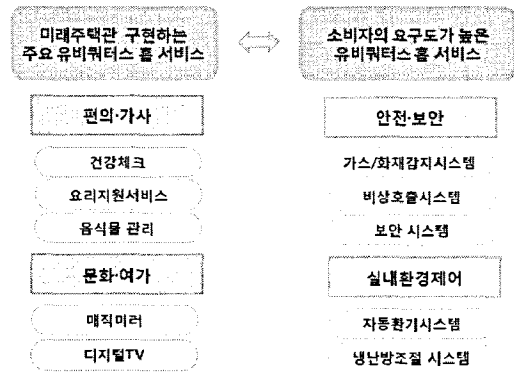 미래주택관 구현하는
주요 유비쿼터스 홈 서비스
소비자의 요구도가 높은
유비쿼터스 홈 서비스
편의·가사
건강체크
요리지원서비스
음식물 관리
문화·여가
매직미러
디지털TV
안전·보안
가스/화재감지시스템
비상호출시스템
보안 시스템
실내환경제어
자동환기시스템
냉난방조절 시스템